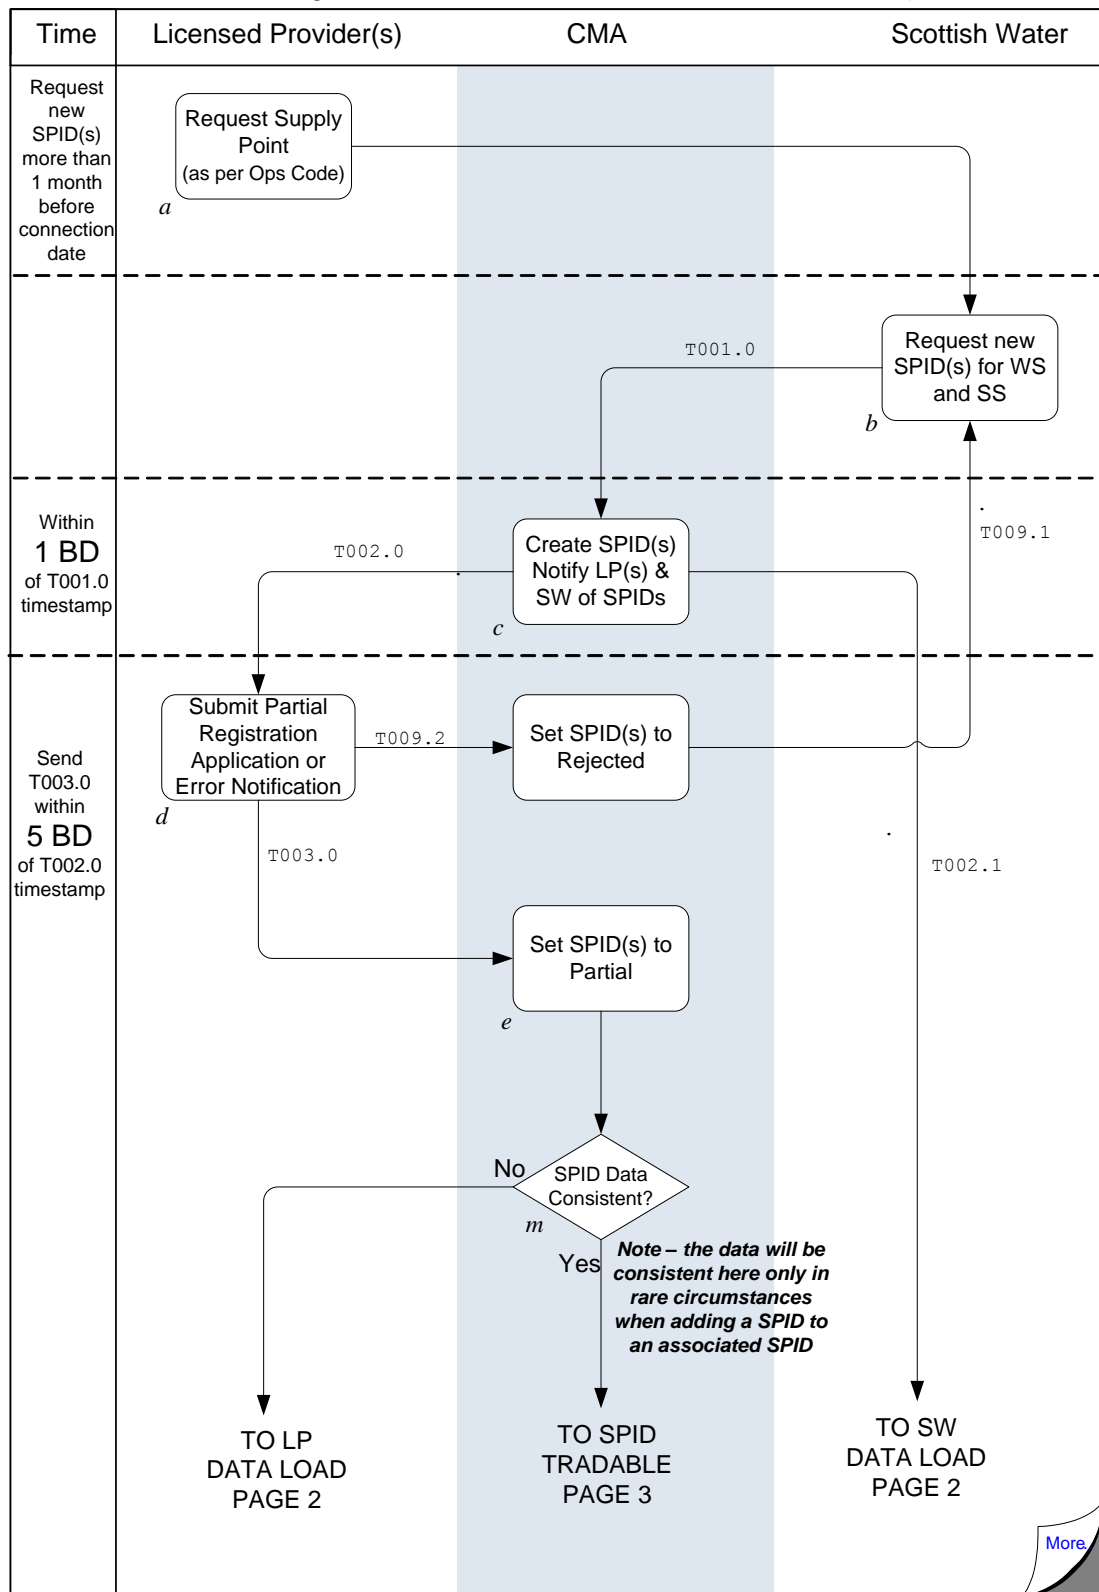 Time
Licensed Provider(s)
CMA
Scottish Water
Request
new
SPID(s)
more than
1 month
before
connection
date
Request Supply
Point
(as per Ops Code)
a
Request new
SPID(s) for WS
and SS
b
T001.0
Within
1 BD
of T001.0
timestamp
T002.0
Create SPID(s)
Notify LP(s) &
SW of SPIDs
c
T009.1
Send
T003.0
within
5 BD
of T002.0
timestamp
Submit Partial
Registration
Application or
Error Notification
d
T009.2
Set SPID(s) to
Rejected
T003.0
T002.1
Set SPID(s) to
Partial
e
No
SPID Data
Consistent?
m
Yes
Note – the data will be
consistent here only in
rare circumstances
when adding a SPID to
an associated SPID
TO LP
DATA LOAD
PAGE 2
TO SPID
TRADABLE
PAGE 3
TO SW
DATA LOAD
PAGE 2
More.